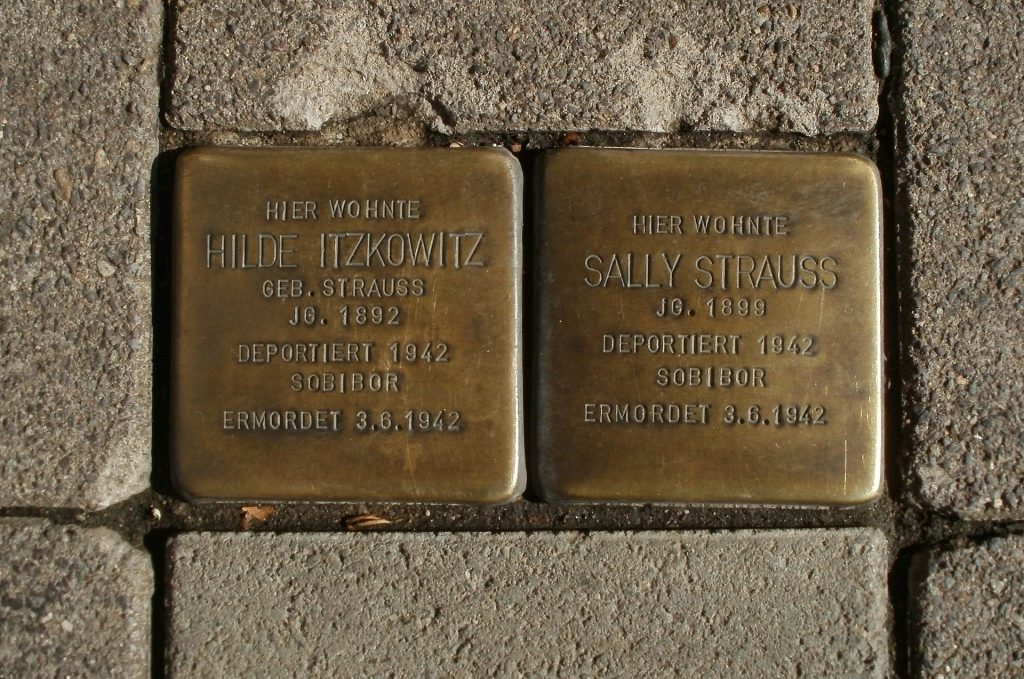 HIER WOHNTE
HILDE ITZKOWITZ
GEB. STRAUSS
JG. 1892
DEPORTIERT 1942
SOBIBOR
ERMORDET 3.6.1942
HIER WOHNTE
SALLY STRAUSS
JG. 1899
DEPORTIERT 1942
SOBIBOR
ERMORDET 3.6.1942